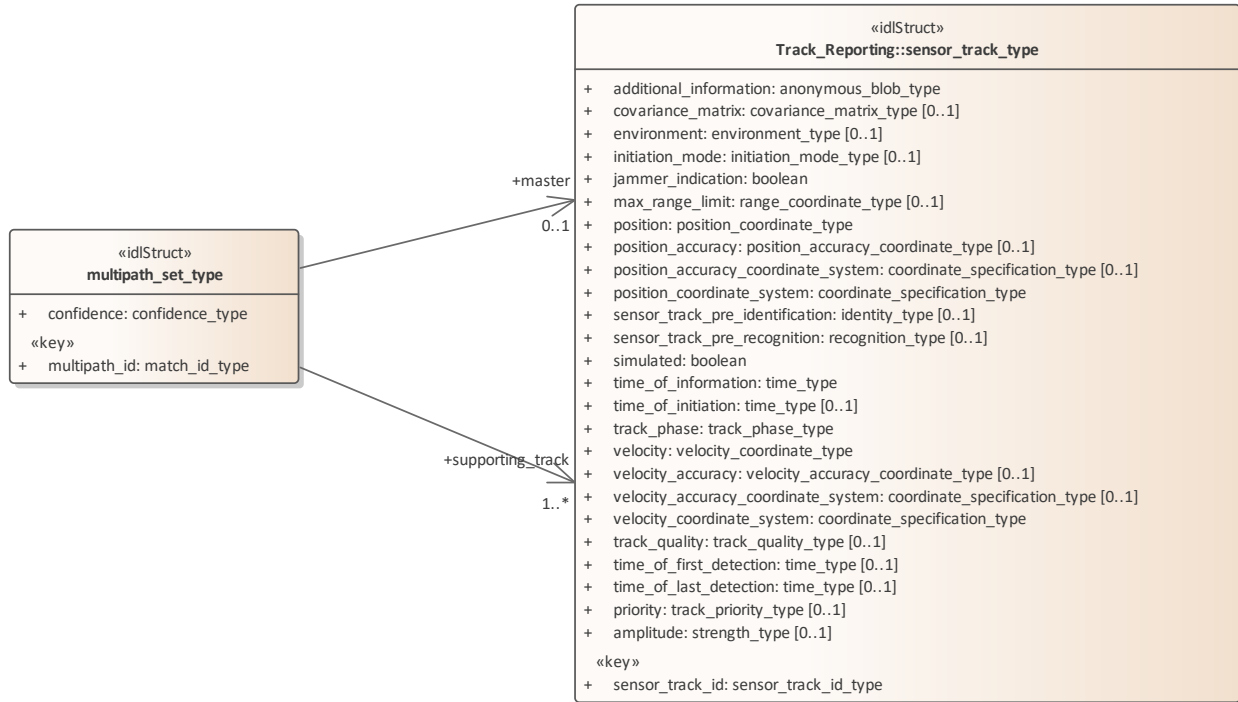 «idlStruct»
multipath_set_type
+ confidence: confidence_type
«key»
+ multipath_id: match_id_type
+master
0..1
+supporting_track
1..*
«idlStruct»
Track_Reporting::sensor_track_type
+ additional_information: anonymous_blob_type
+ covariance_matrix: covariance_matrix_type [0..1]
+ environment: environment_type [0..1]
+ initiation_mode: initiation_mode_type [0..1]
+ jammer_indication: boolean
+ max_range_limit: range_coordinate_type [0..1]
+ position: position_coordinate_type
+ position_accuracy: position_accuracy_coordinate_type [0..1]
+ position_accuracy_coordinate_system: coordinate_specification_type [0..1]
+ position_coordinate_system: coordinate_specification_type
+ sensor_track_pre_identification: identity_type [0..1]
+ sensor_track_pre_recognition: recognition_type [0..1]
+ simulated: boolean
+ time_of_information: time_type
+ time_of_initiation: time_type [0..1]
+ track_phase: track_phase_type
+ velocity: velocity_coordinate_type
+ velocity_accuracy: velocity_accuracy_coordinate_type [0..1]
+ velocity_accuracy_coordinate_system: coordinate_specification_type [0..1]
+ velocity_coordinate_system: coordinate_specification_type
+ track_quality: track_quality_type [0..1]
+ time_of_first_detection: time_type [0..1]
+ time_of_last_detection: time_type [0..1]
+ priority: track_priority_type [0..1]
+ amplitude: strength_type [0..1]
«key»
+ sensor_track_id: sensor_track_id_type